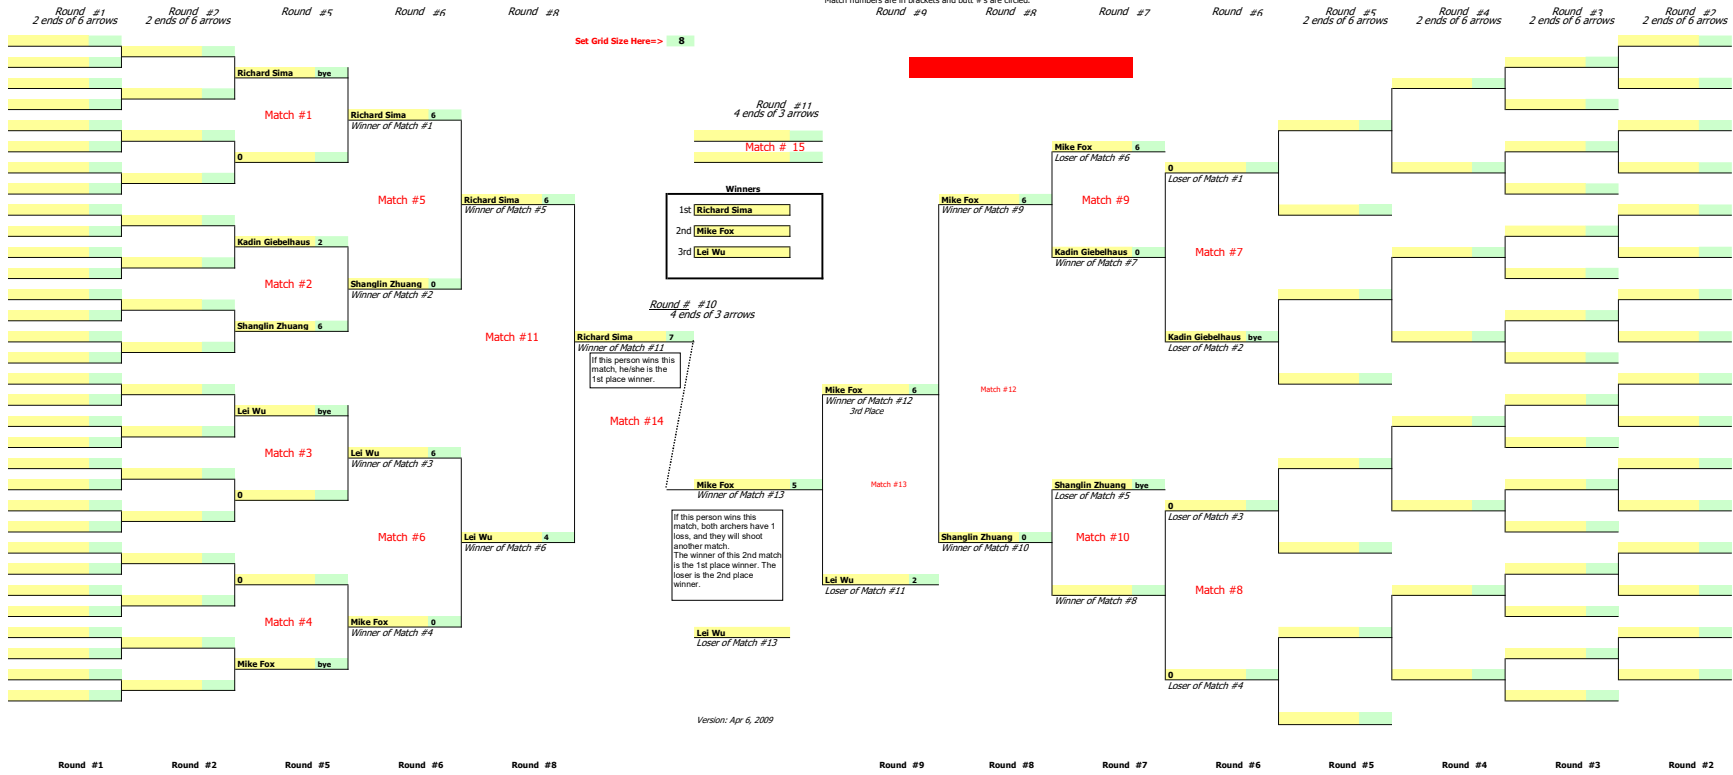 Match numbers are in brackets and butt #'s are circled.
Round #1
2 ends of 6 arrows
Round #2
2 ends of 6 arrows
Round #5
Round #6
Round #8
Round #9
Round #8
Round #7
Round #6
Round #5
2 ends of 6 arrows
Round #4
2 ends of 6 arrows
Round #3
2 ends of 6 arrows
Round #2
2 ends of 6 arrows
Set Grid Size Here=> 8
Richard Sima bye
Match #1
0
Kadin Giebelhaus 2
Match #2
Shanglin Zhuang 6
Lei Wu bye
Match #3
0
0
Match #4
Mike Fox bye
Richard Sima 6
Winner of Match #1
Match #5
Shanglin Zhuang 0
Winner of Match #2
Lei Wu 6
Winner of Match #3
Match #6
Mike Fox 0
Winner of Match #4
Richard Sima 6
Winner of Match #5
Match #11
Lei Wu 4
Winner of Match #6
Round #11
4 ends of 3 arrows
Match # 15
Winners
1st Richard Sima
2nd Mike Fox
3rd Lei Wu
Round # #10
4 ends of 3 arrows
Richard Sima 7
Winner of Match #11
If this person wins this
match, he/she is the
1st place winner.
Match #14
Mike Fox 5
Winner of Match #13
If this person wins this
match, both archers have 1
loss, and they will shoot
another match.
The winner of this 2nd match
is the 1st place winner. The
loser is the 2nd place
winner.
Lei Wu
Loser of Match #13
Version: Apr 6, 2009
Mike Fox 6
Winner of Match #12
3rd Place
Match #13
Lei Wu 2
Loser of Match #11
Mike Fox 6
Winner of Match #9
Match #12
Shanglin Zhuang 0
Winner of Match #10
Mike Fox 6
Loser of Match #6
Match #9
Kadin Giebelhaus 0
Winner of Match #7
Shanglin Zhuang bye
Loser of Match #5
Match #10
Winner of Match #8
0
Loser of Match #1
Match #7
Kadin Giebelhaus bye
Loser of Match #2
0
Loser of Match #3
Match #8
0
Loser of Match #4
Round #1
Round #2
Round #5
Round #6
Round #8
Round #9
Round #8
Round #7
Round #6
Round #5
Round #4
Round #3
Round #2